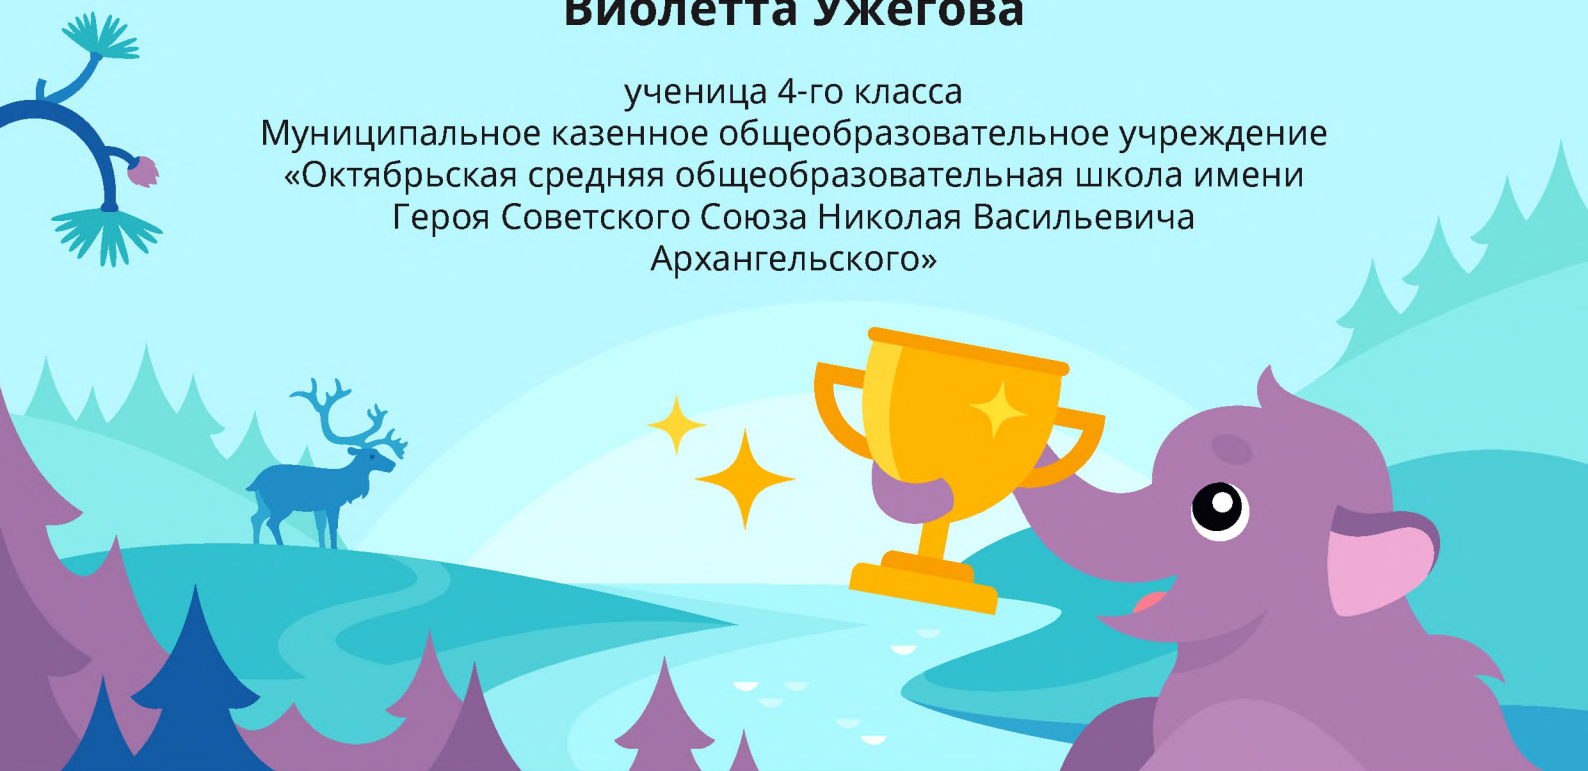 Виолетта Ужегова
ученица 4-го класса
Муниципальное казенное общеобразовательное учреждение
«Октябрьская средняя общеобразовательная школа имени
Героя Советского Союза Николая Васильевича
Архангельского»